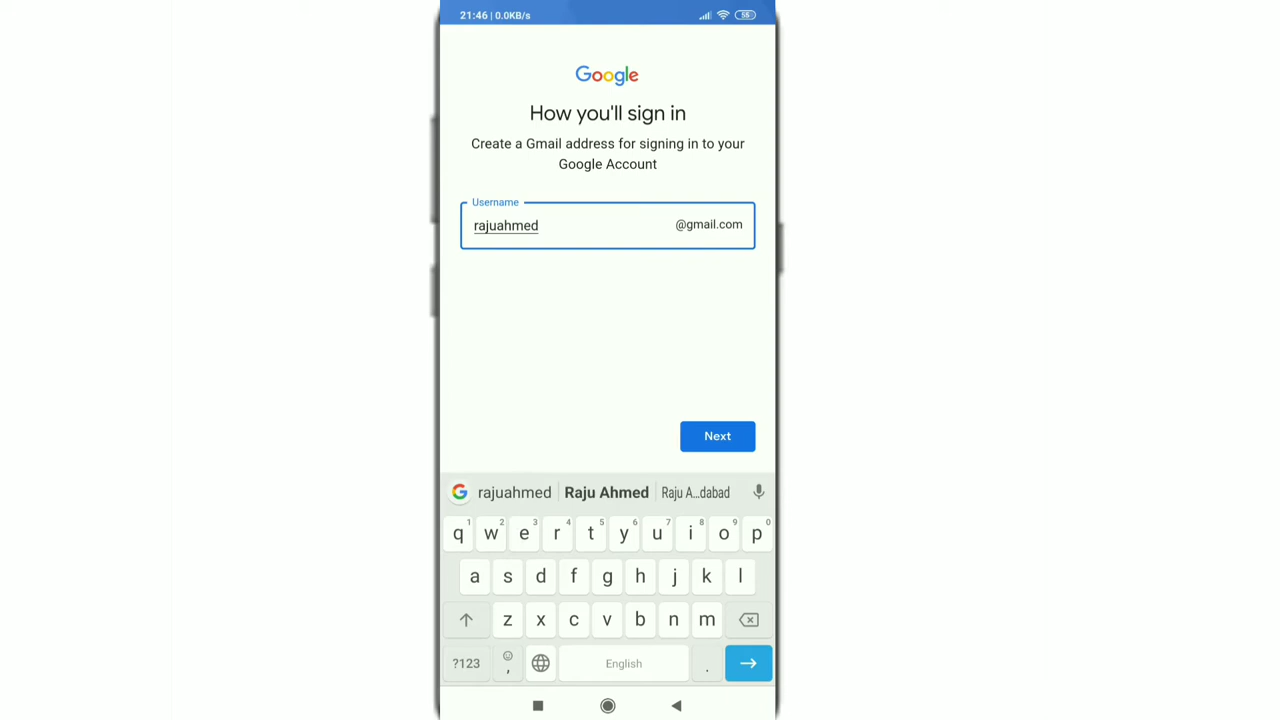 21:46 | 0.0KB/s 55
Google
How you'll sign in
Create a Gmail address for signing in to your
Google Account
Username
rajuahmed @gmail.com
Next
G rajuahmed Raju Ahmed Raju A...dabad
1 2 3 4 5 6 7 8 9 0
q w e r t y u i o p
a s d f g h j k l
z x c v b n m
?123 , English .